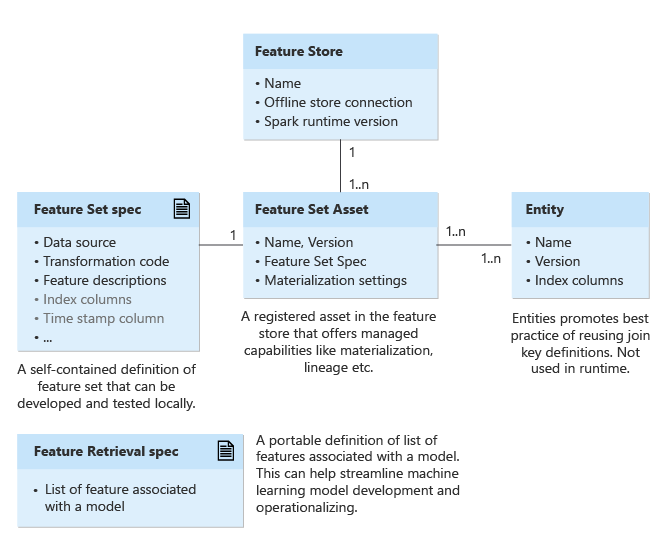 Feature Store
• Name
• Offline store connection
• Spark runtime version
1
1..n
Feature Set spec
• Data source
• Transformation code
• Feature descriptions
• Index columns
• Time stamp column
• ...
A self-contained definition of
feature set that can be
developed and tested locally.
1
Feature Set Asset
• Name, Version
• Feature Set Spec
• Materialization settings
A registered asset in the feature
store that offers managed
capabilities like materialization,
lineage etc.
1..n
1..n
Entity
• Name
• Version
• Index columns
Entities promotes best
practice of reusing join
key definitions. Not
used in runtime.
Feature Retrieval spec
• List of feature associated
with a model
A portable definition of list of
features associated with a model.
This can help streamline machine
learning model development and
operationalizing.